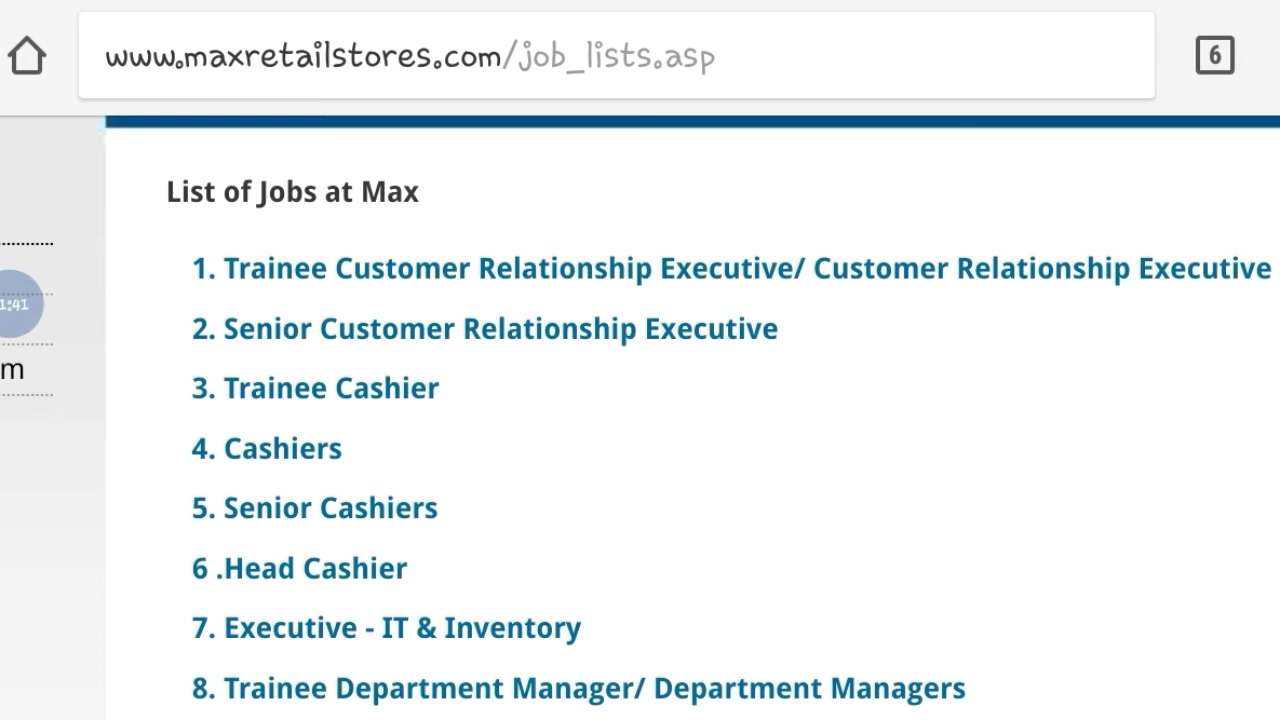 www.maxretailstores.com/job_lists.asp
6
List of Jobs at Max
1. Trainee Customer Relationship Executive/ Customer Relationship Executive
2. Senior Customer Relationship Executive
1:41
3. Trainee Cashier
m
4. Cashiers
5. Senior Cashiers
6 .Head Cashier
7. Executive - IT & Inventory
8. Trainee Department Manager/ Department Managers